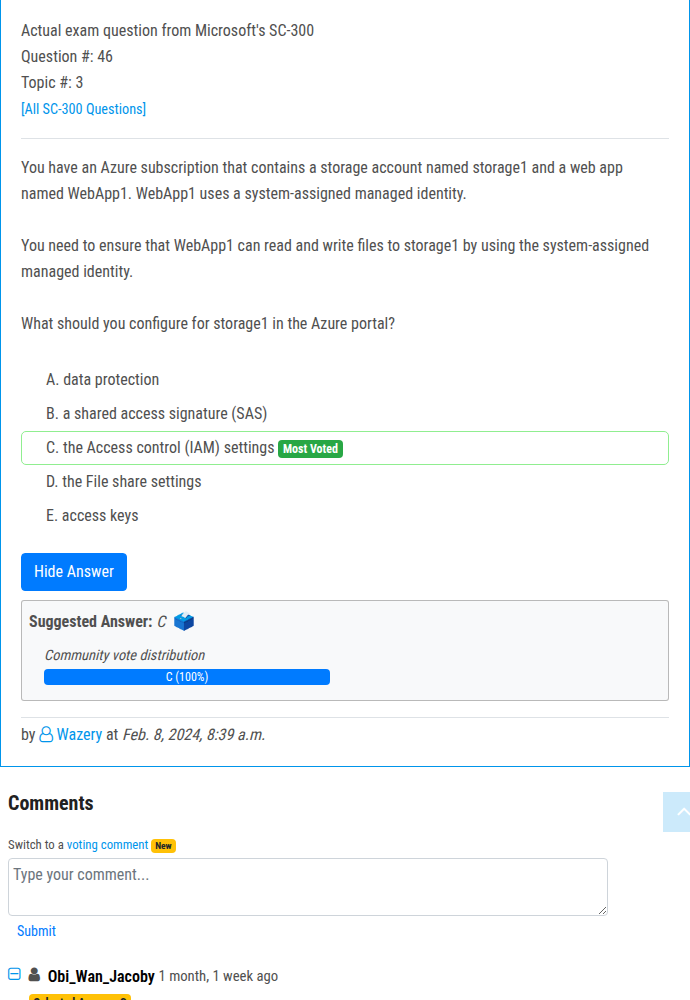 Actual exam question from Microsoft's SC-300
Question #: 46
Topic #: 3
[All SC-300 Questions]
You have an Azure subscription that contains a storage account named storage1 and a web app
named WebApp1. WebApp1 uses a system-assigned managed identity.
You need to ensure that WebApp1 can read and write files to storage1 by using the system-assigned
managed identity.
What should you configure for storage1 in the Azure portal?
A. data protection
B. a shared access signature (SAS)
C. the Access control (IAM) settings Most Voted
D. the File share settings
E. access keys
Hide Answer
Suggested Answer: C
Community vote distribution
C (100%)
by Wazery at Feb. 8, 2024, 8:39 a.m.
Comments
Switch to a voting comment New
Type your comment...
Submit
Obi_Wan_Jacoby 1 month, 1 week ago